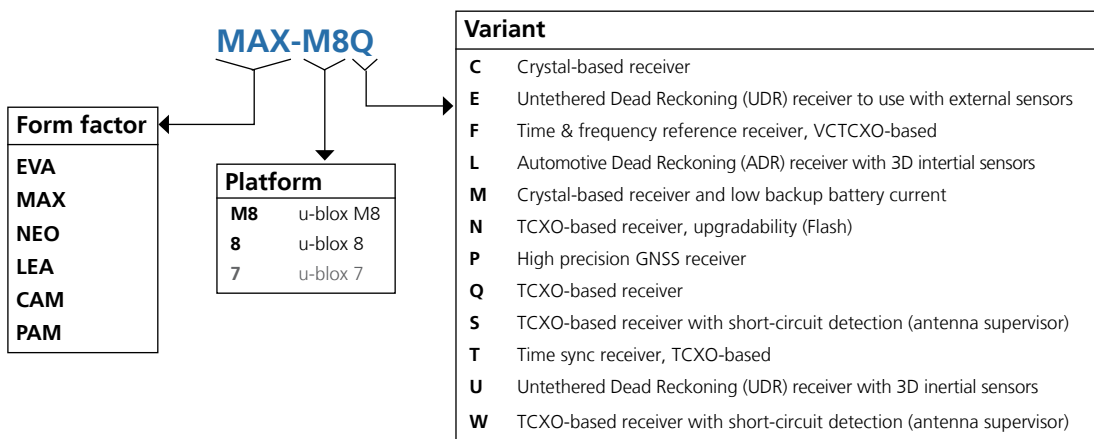 MAX-M8Q
Form factor
EVA
MAX
NEO
LEA
CAM
PAM
Platform
M8 u-blox M8
8 u-blox 8
7 u-blox 7
Variant
C Crystal-based receiver
E Untethered Dead Reckoning (UDR) receiver to use with external sensors
F Time & frequency reference receiver, VCTCXO-based
L Automotive Dead Reckoning (ADR) receiver with 3D intertial sensors
M Crystal-based receiver and low backup battery current
N TCXO-based receiver, upgradability (Flash)
P High precision GNSS receiver
Q TCXO-based receiver
S TCXO-based receiver with short-circuit detection (antenna supervisor)
T Time sync receiver, TCXO-based
U Untethered Dead Reckoning (UDR) receiver with 3D inertial sensors
W TCXO-based receiver with short-circuit detection (antenna supervisor)